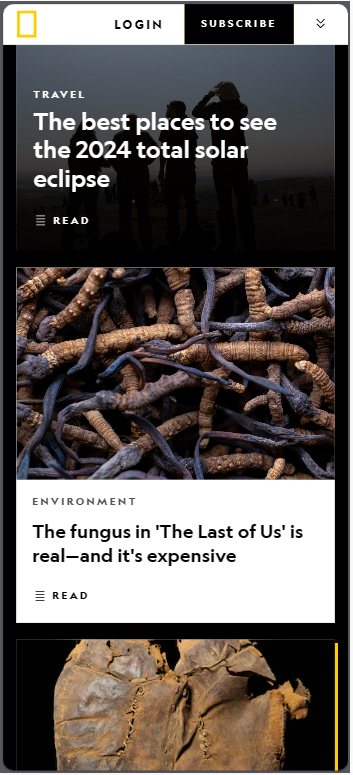 LOGIN
SUBSCRIBE
TRAVEL
The best places to see
the 2024 total solar
eclipse
READ
ENVIRONMENT
The fungus in 'The Last of Us' is
real—and it's expensive
READ